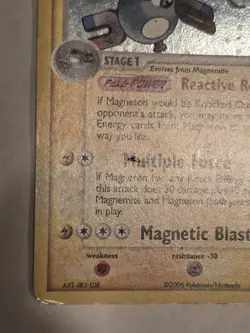 STAGE 1
Evolves from Magnemite
Poké-POWER Reactive
If Magneton would be Knocked O
opponent's attack, you may
Energy cards from Magneton
way you like.
Multiple Force
If Magneton has any React Energy
this attack does 30 damage plus 10
Magnemite and Magneton
in play.
Magnetic Blast
weakness resistance -30
©2006 Pokémon/Nintendo